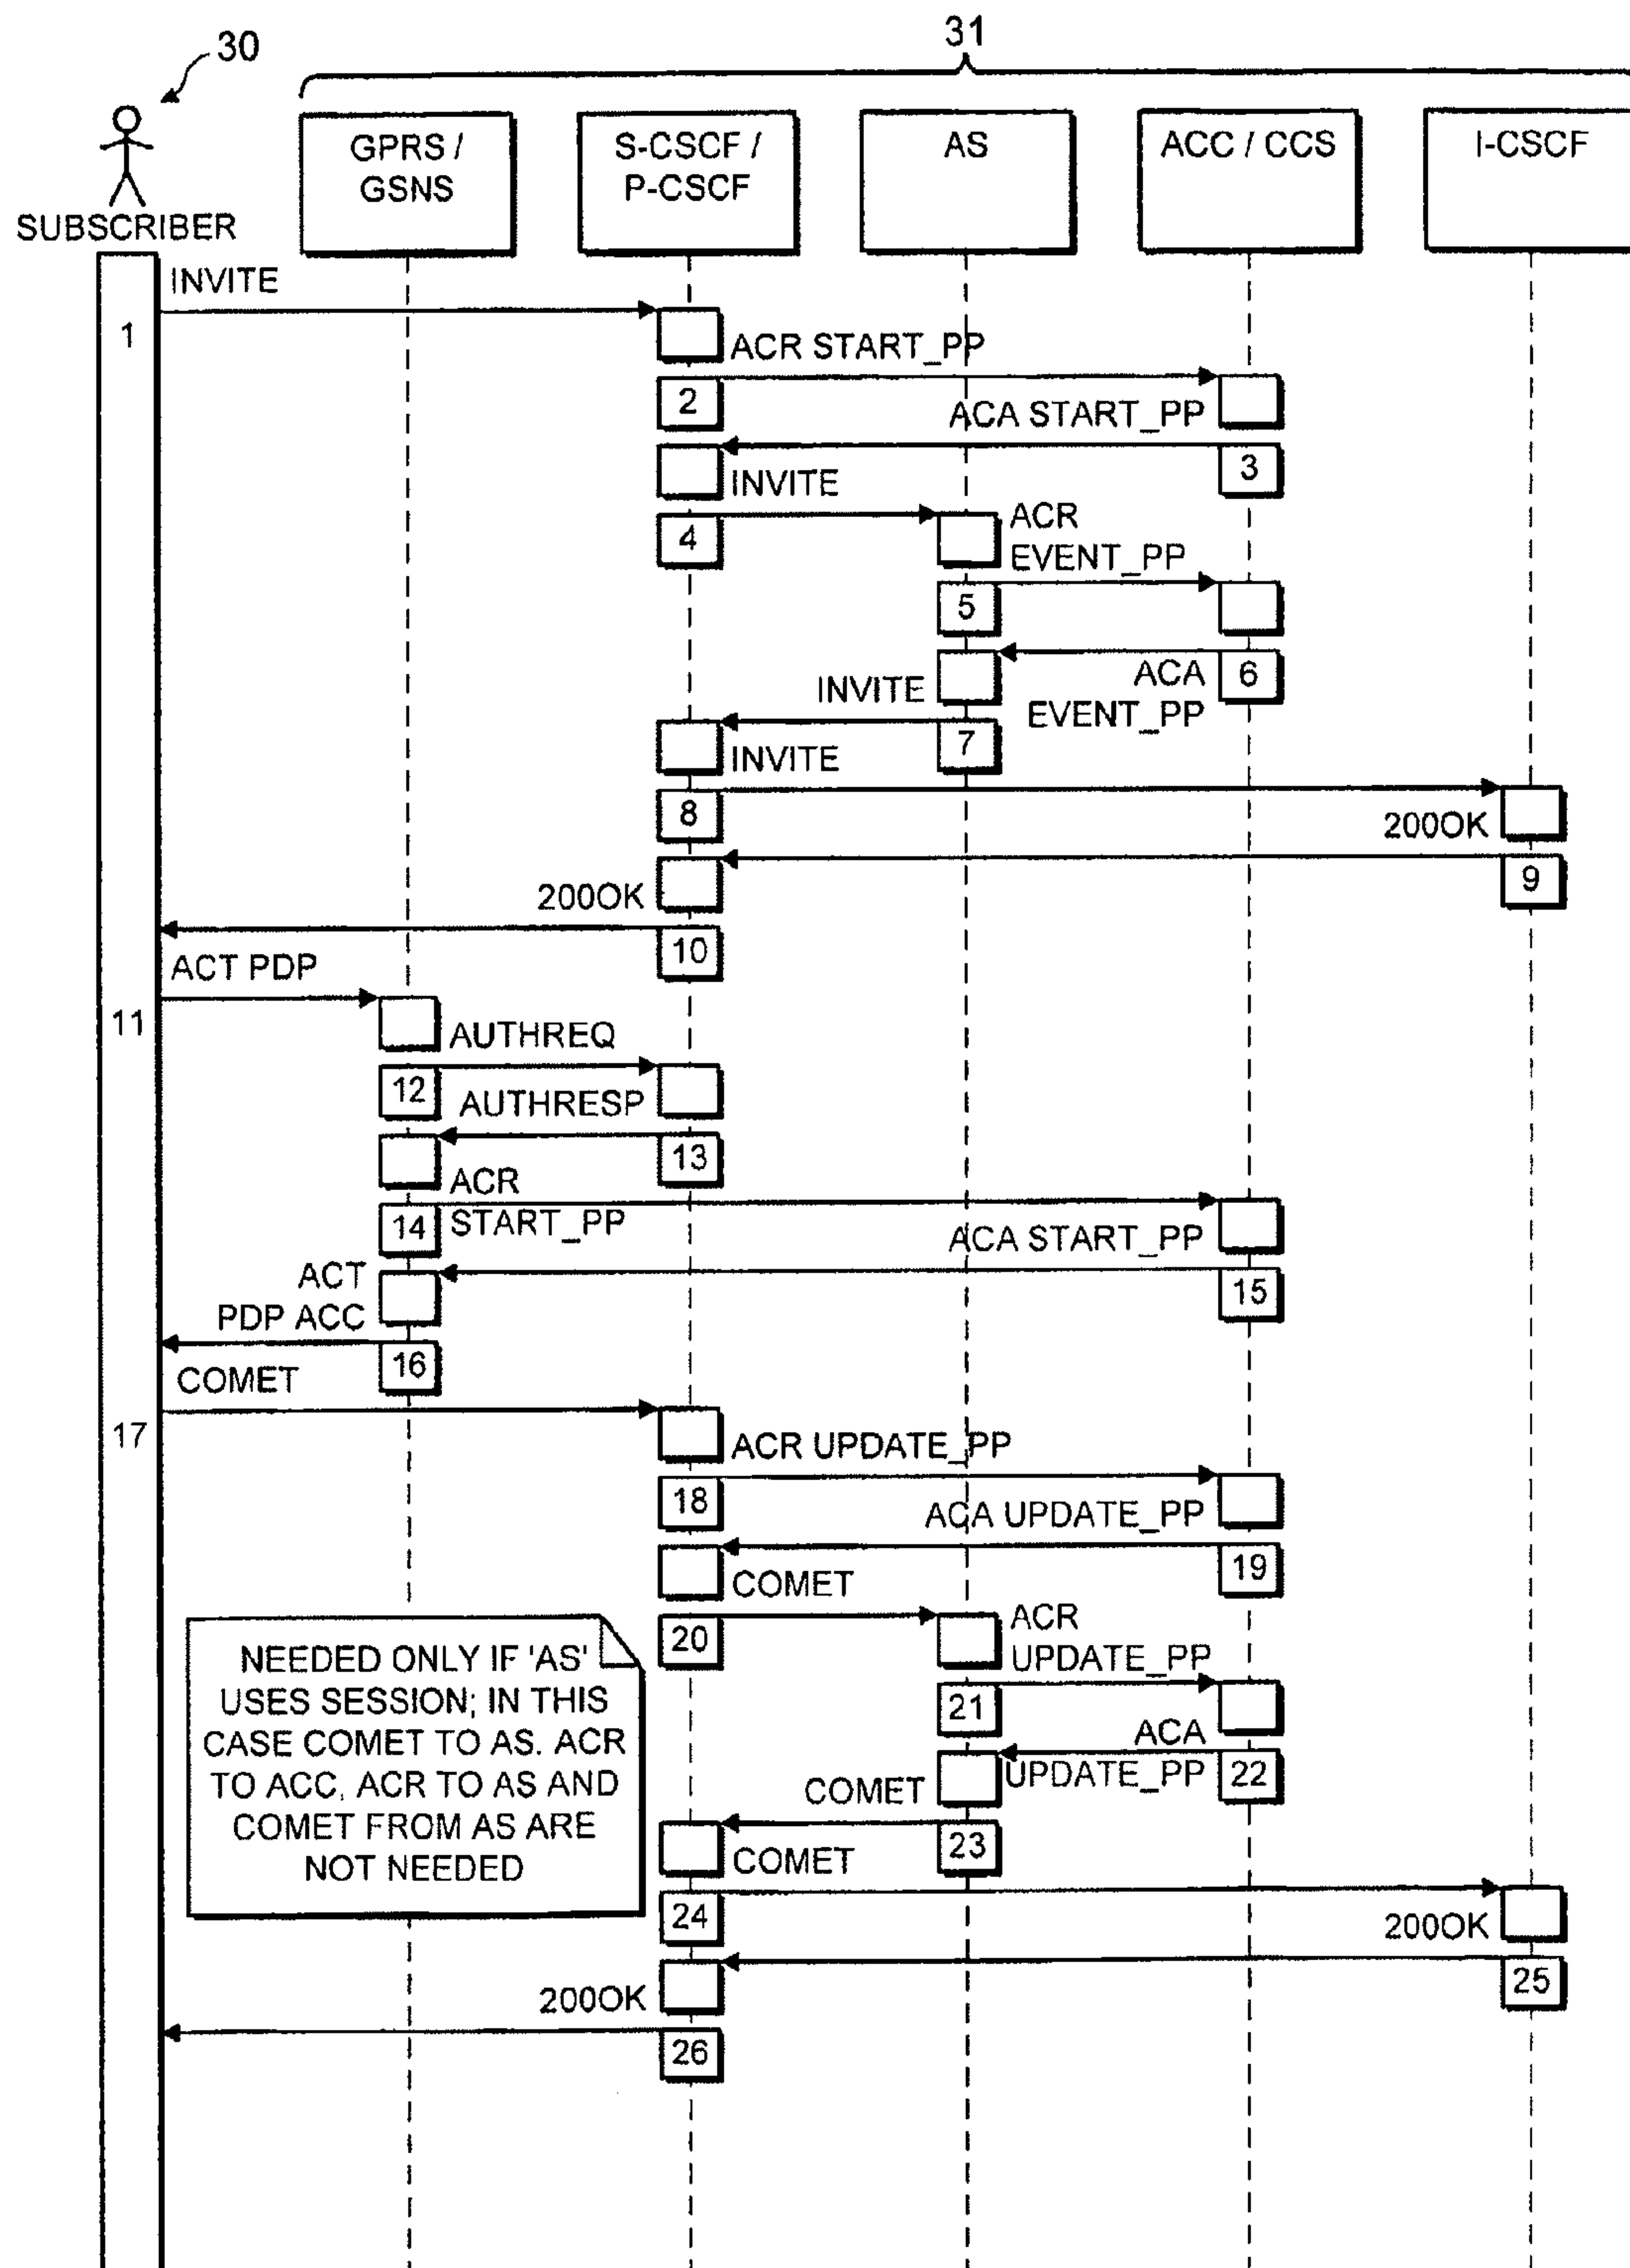 30
31
SUBSCRIBER
GPRS /
GSNS
S-CSCF /
P-CSCF
AS
ACC / CCS
I-CSCF
INVITE
1
ACR START_PP
2
ACA START_PP
3
INVITE
4
ACR
EVENT_PP
5
ACA
EVENT_PP
6
INVITE
7
INVITE
8
200OK
9
200OK
10
ACT PDP
11
AUTHREQ
12
AUTHRESP
13
ACR
START_PP
14
ACA START_PP
15
ACT
PDP ACC
16
COMET
17
ACR UPDATE_PP
18
ACA UPDATE_PP
19
COMET
20
ACR
UPDATE_PP
21
ACA
UPDATE_PP
22
COMET
23
COMET
24
200OK
25
200OK
26
NEEDED ONLY IF 'AS'
USES SESSION; IN THIS
CASE COMET TO AS. ACR
TO ACC, ACR TO AS AND
COMET FROM AS ARE
NOT NEEDED